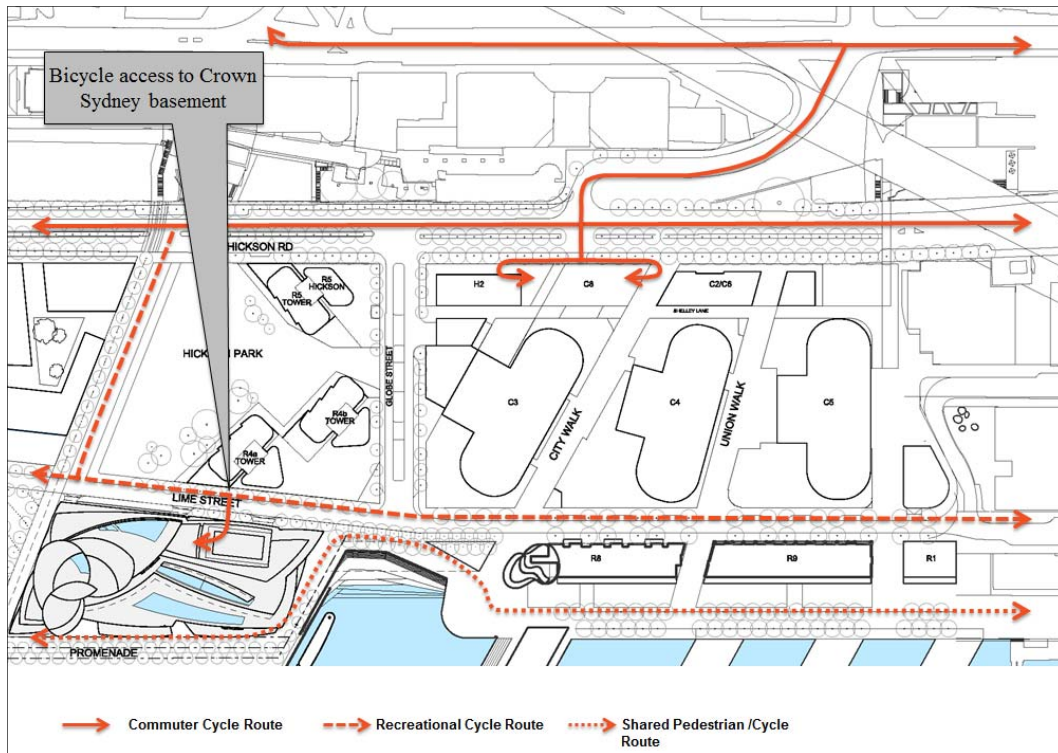 Bicycle access to Crown
Sydney basement
HICKSON RD
R5
HICKSON
R5
TOWER
H2
C8
C2/C6
SHELLEY LANE
HICKSON PARK
GLOBE STREET
R4b
TOWER
R4a
TOWER
C3
CITY WALK
C4
UNION WALK
C5
LIME STREET
R8
R9
R1
PROMENADE
Commuter Cycle Route
Recreational Cycle Route
Shared Pedestrian /Cycle
Route